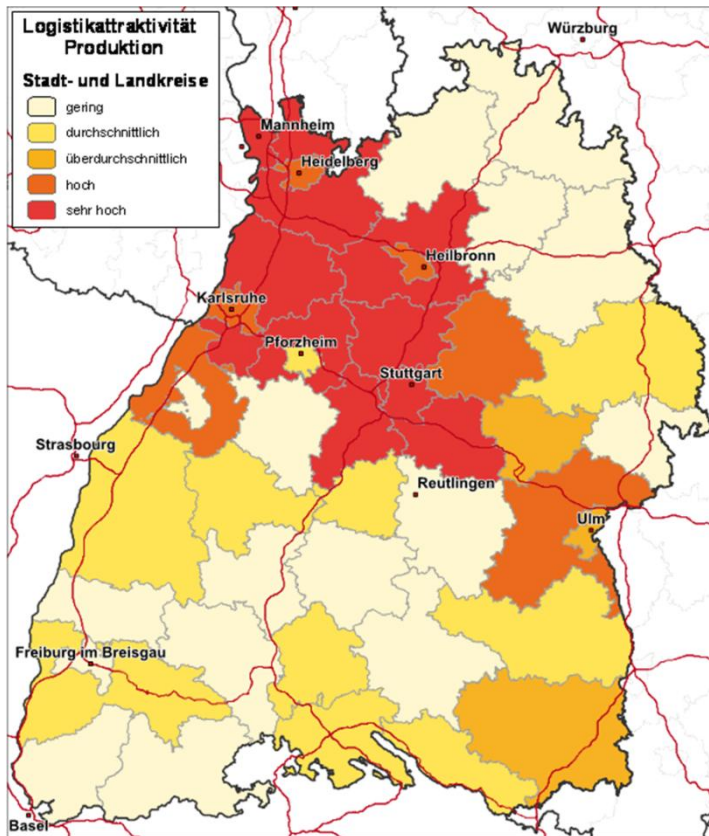 Logistikattraktivität
Produktion
Stadt- und Landkreise
gering
durchschnittlich
überdurchschnittlich
hoch
sehr hoch
Würzburg
Mannheim
Heidelberg
Heilbronn
Karlsruhe
Pforzheim
Stuttgart
Strasbourg
Reutlingen
Ulm
Freiburg im Breisgau
Basel